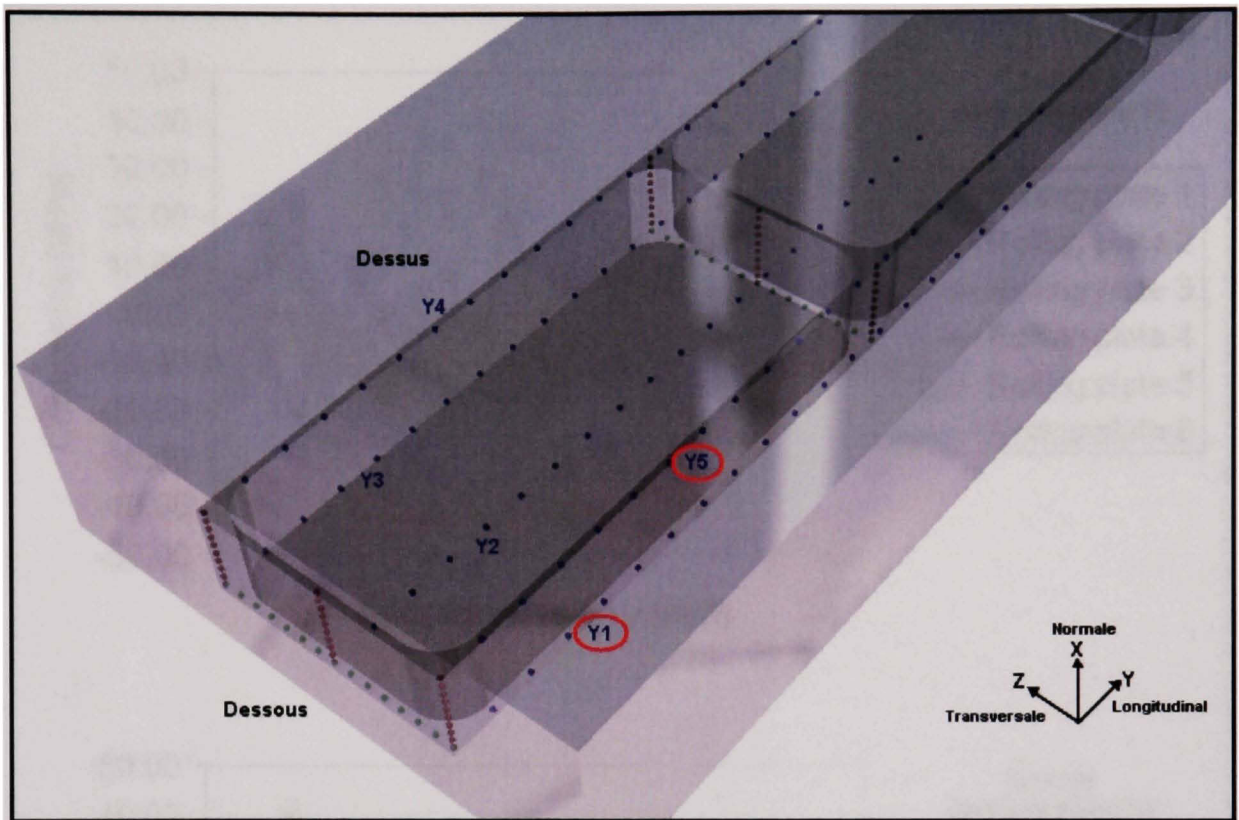 Dessus
Y4
Y3
Y5
Y2
Y1
Dessous
Normale
X
Z
Y
Transversale
Longitudinal